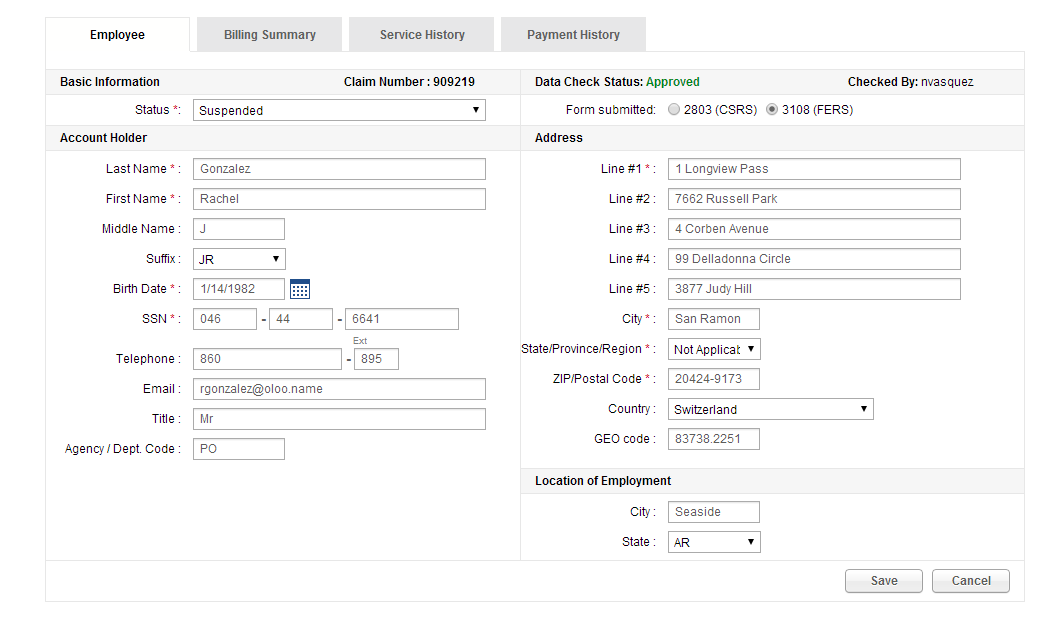 Employee Billing Summary Service History Payment History
Basic Information Claim Number : 909219
Status *: Suspended
Account Holder
Last Name * : Gonzalez
First Name * : Rachel
Middle Name : J
Suffix : JR
Birth Date * : 1/14/1982
SSN * : 046 - 44 - 6641
Ext
Telephone : 860 - 895
Email : rgonzalez@oloo.name
Title : Mr
Agency / Dept. Code : PO
Data Check Status: Approved Checked By: nvasquez
Form submitted: 2803 (CSRS) 3108 (FERS)
Address
Line #1 * : 1 Longview Pass
Line #2 : 7662 Russell Park
Line #3 : 4 Corben Avenue
Line #4 : 99 Delladonna Circle
Line #5 : 3877 Judy Hill
City * : San Ramon
State/Province/Region * : Not Applicat
ZIP/Postal Code * : 20424-9173
Country : Switzerland
GEO code : 83738.2251
Location of Employment
City : Seaside
State : AR
Save Cancel